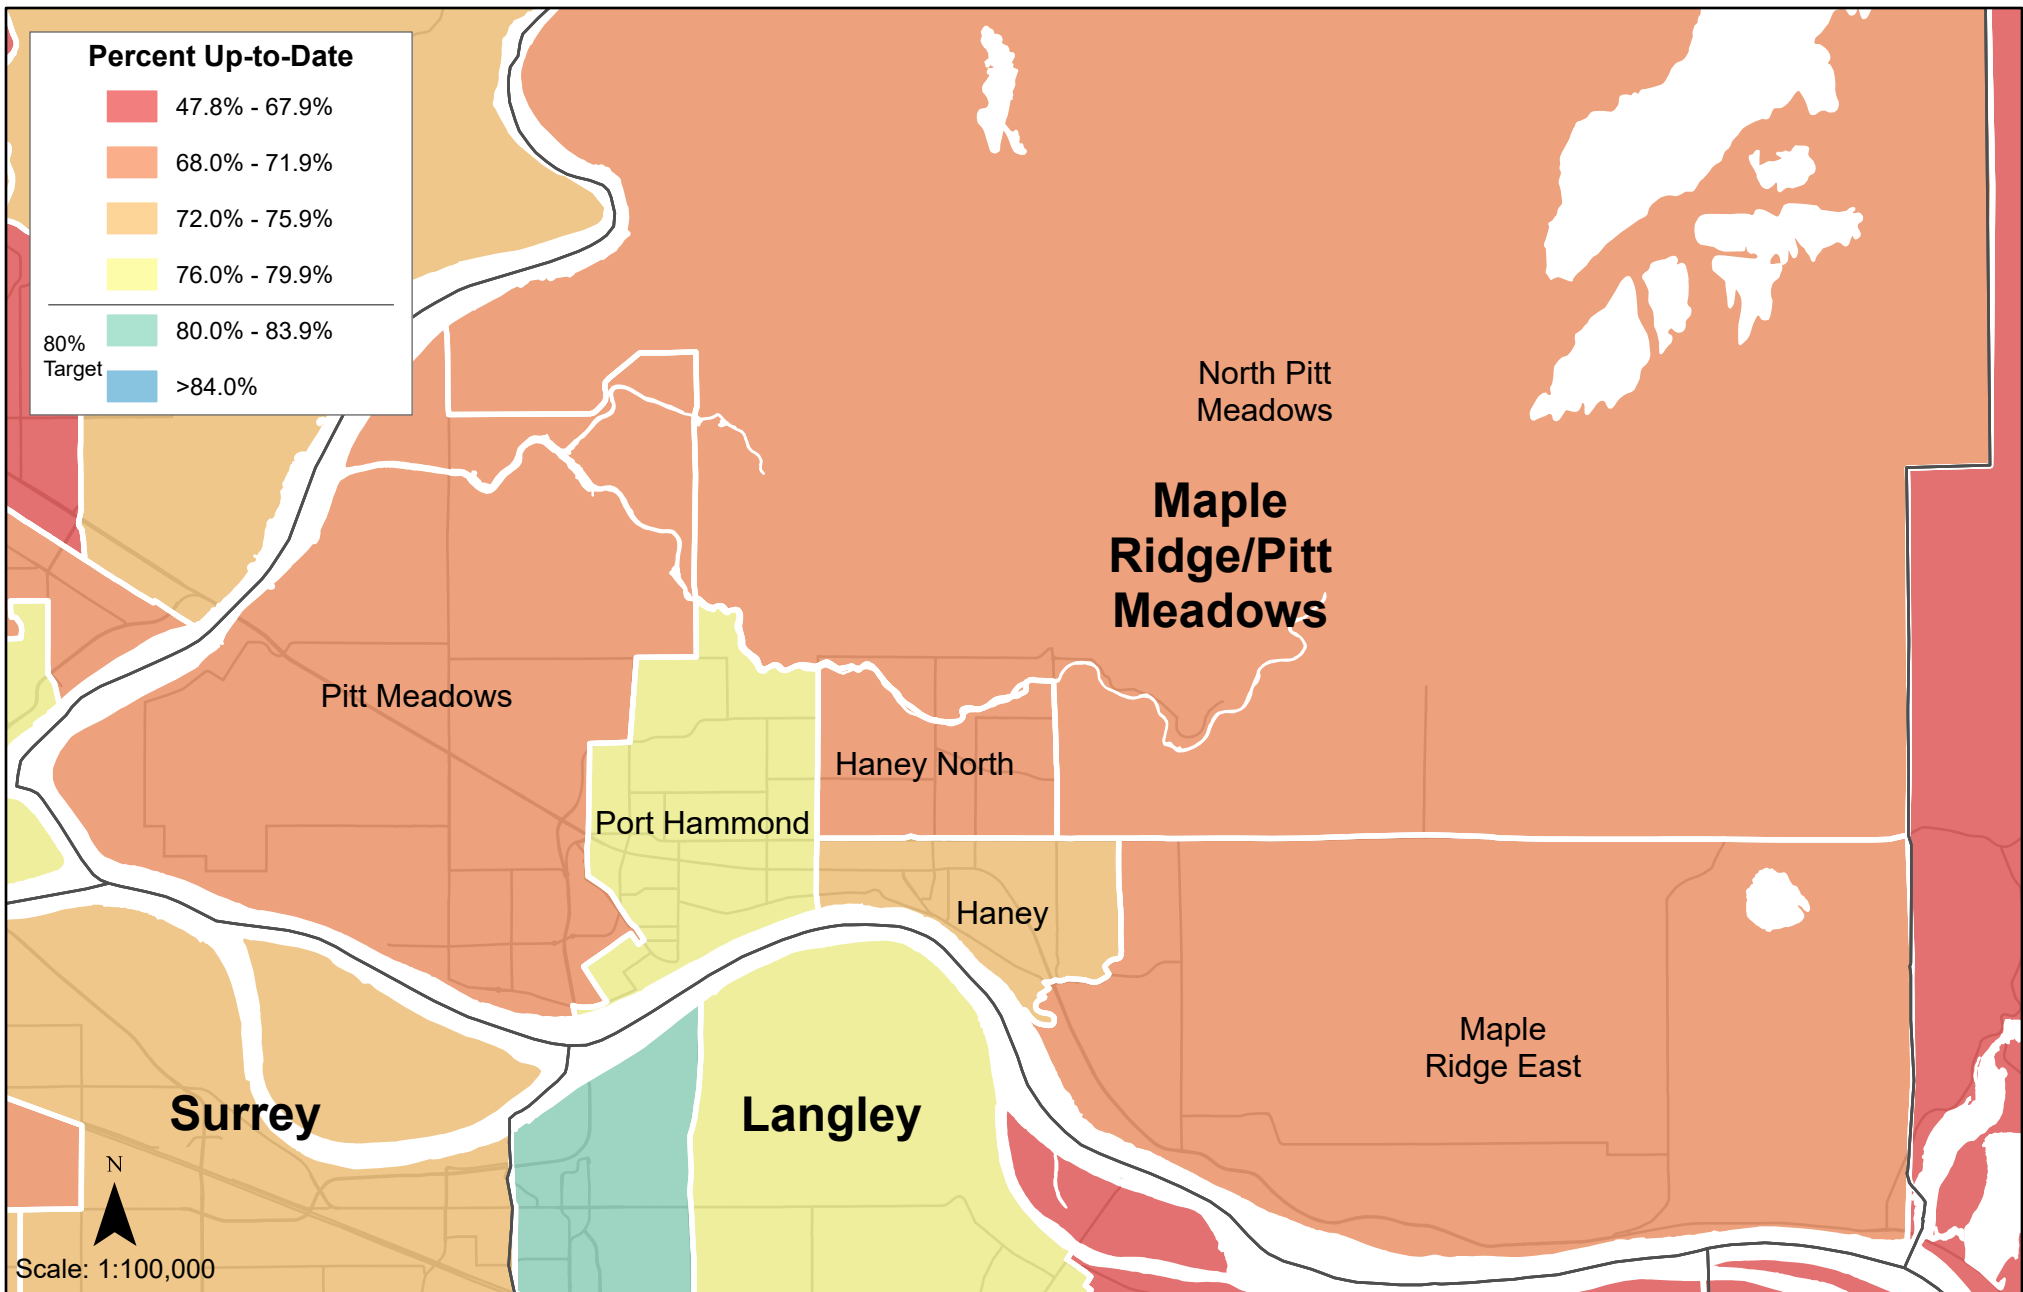 Percent Up-to-Date
47.8% - 67.9%
68.0% - 71.9%
72.0% - 75.9%
76.0% - 79.9%
80.0% - 83.9%
80%
Target
>84.0%
North Pitt
Meadows
Maple
Ridge/Pitt
Meadows
Pitt Meadows
Haney North
Port Hammond
Haney
Maple
Ridge East
Surrey
Langley
N
Scale: 1:100,000